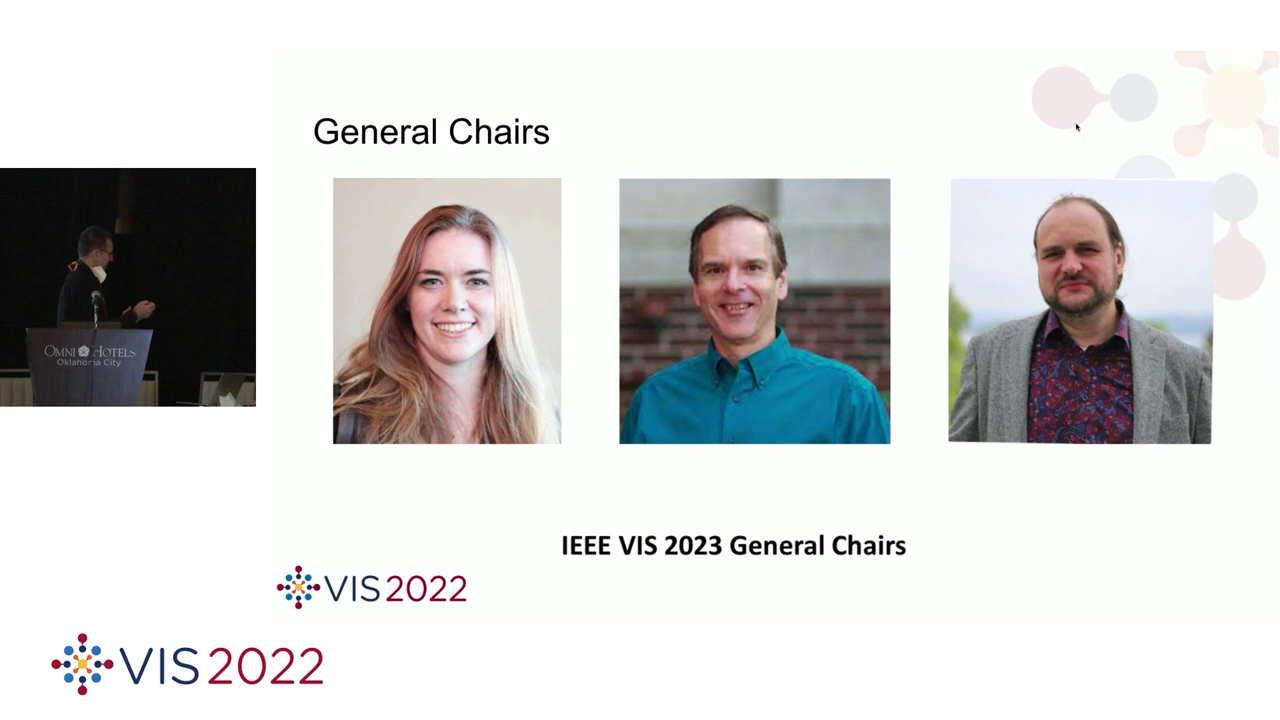 General Chairs
OMNI HOTELS
Oklahoma City
IEEE VIS 2023 General Chairs
VIS2022
VIS2022